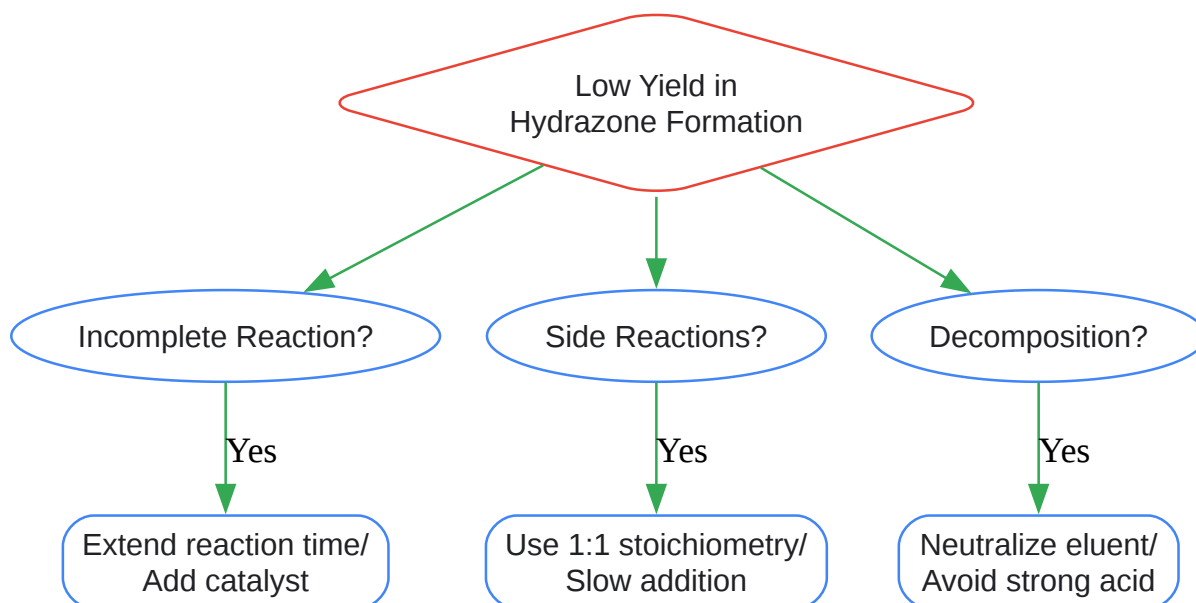 Low Yield in
Hydrazone Formation
Incomplete Reaction?
Side Reactions?
Decomposition?
Yes
Yes
Yes
Extend reaction time/
Add catalyst
Use 1:1 stoichiometry/
Slow addition
Neutralize eluent/
Avoid strong acid